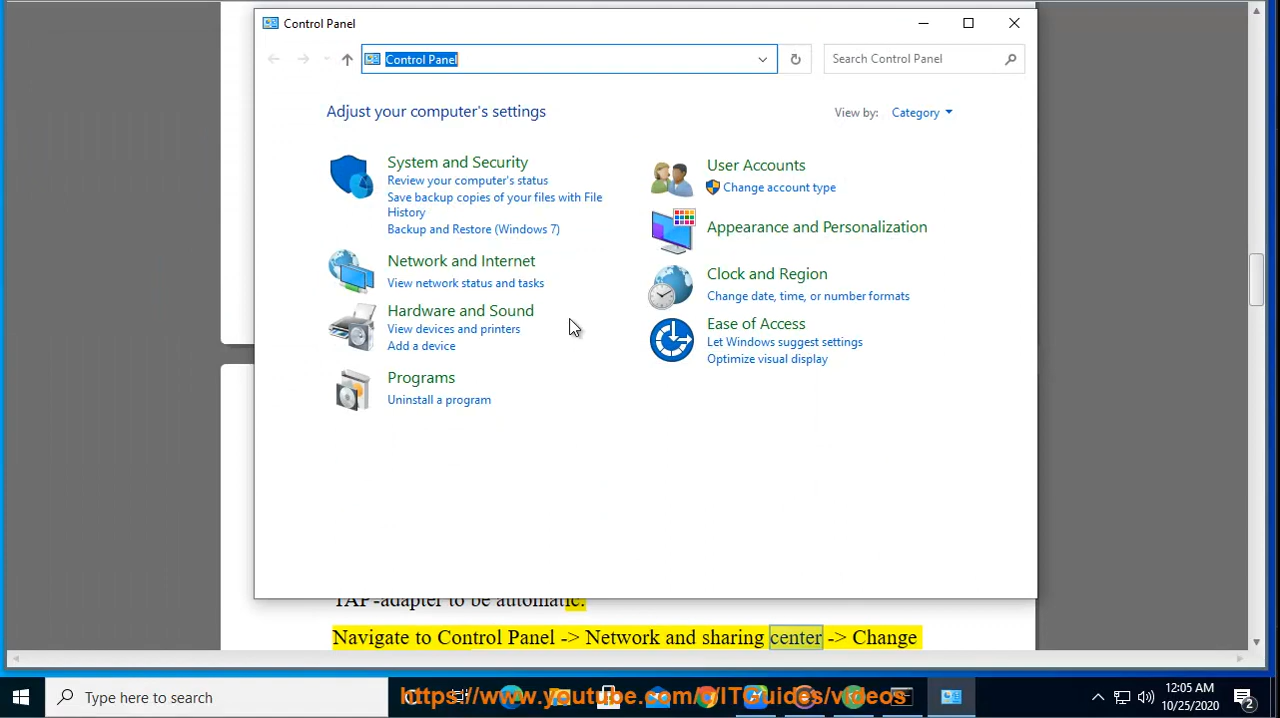 Control Panel
Control Panel
Search Control Panel
Adjust your computer's settings
View by: Category
System and Security
Review your computer's status
Save backup copies of your files with File
History
Backup and Restore (Windows 7)
Network and Internet
View network status and tasks
Hardware and Sound
View devices and printers
Add a device
Programs
Uninstall a program
User Accounts
Change account type
Appearance and Personalization
Clock and Region
Change date, time, or number formats
Ease of Access
Let Windows suggest settings
Optimize visual display
TAP-adapter to be automatic.
Navigate to Control Panel -> Network and sharing center -> Change
Type here to search
https://www.youtube.com/c/ITGuides/videos
12:05 AM
10/25/2020
2